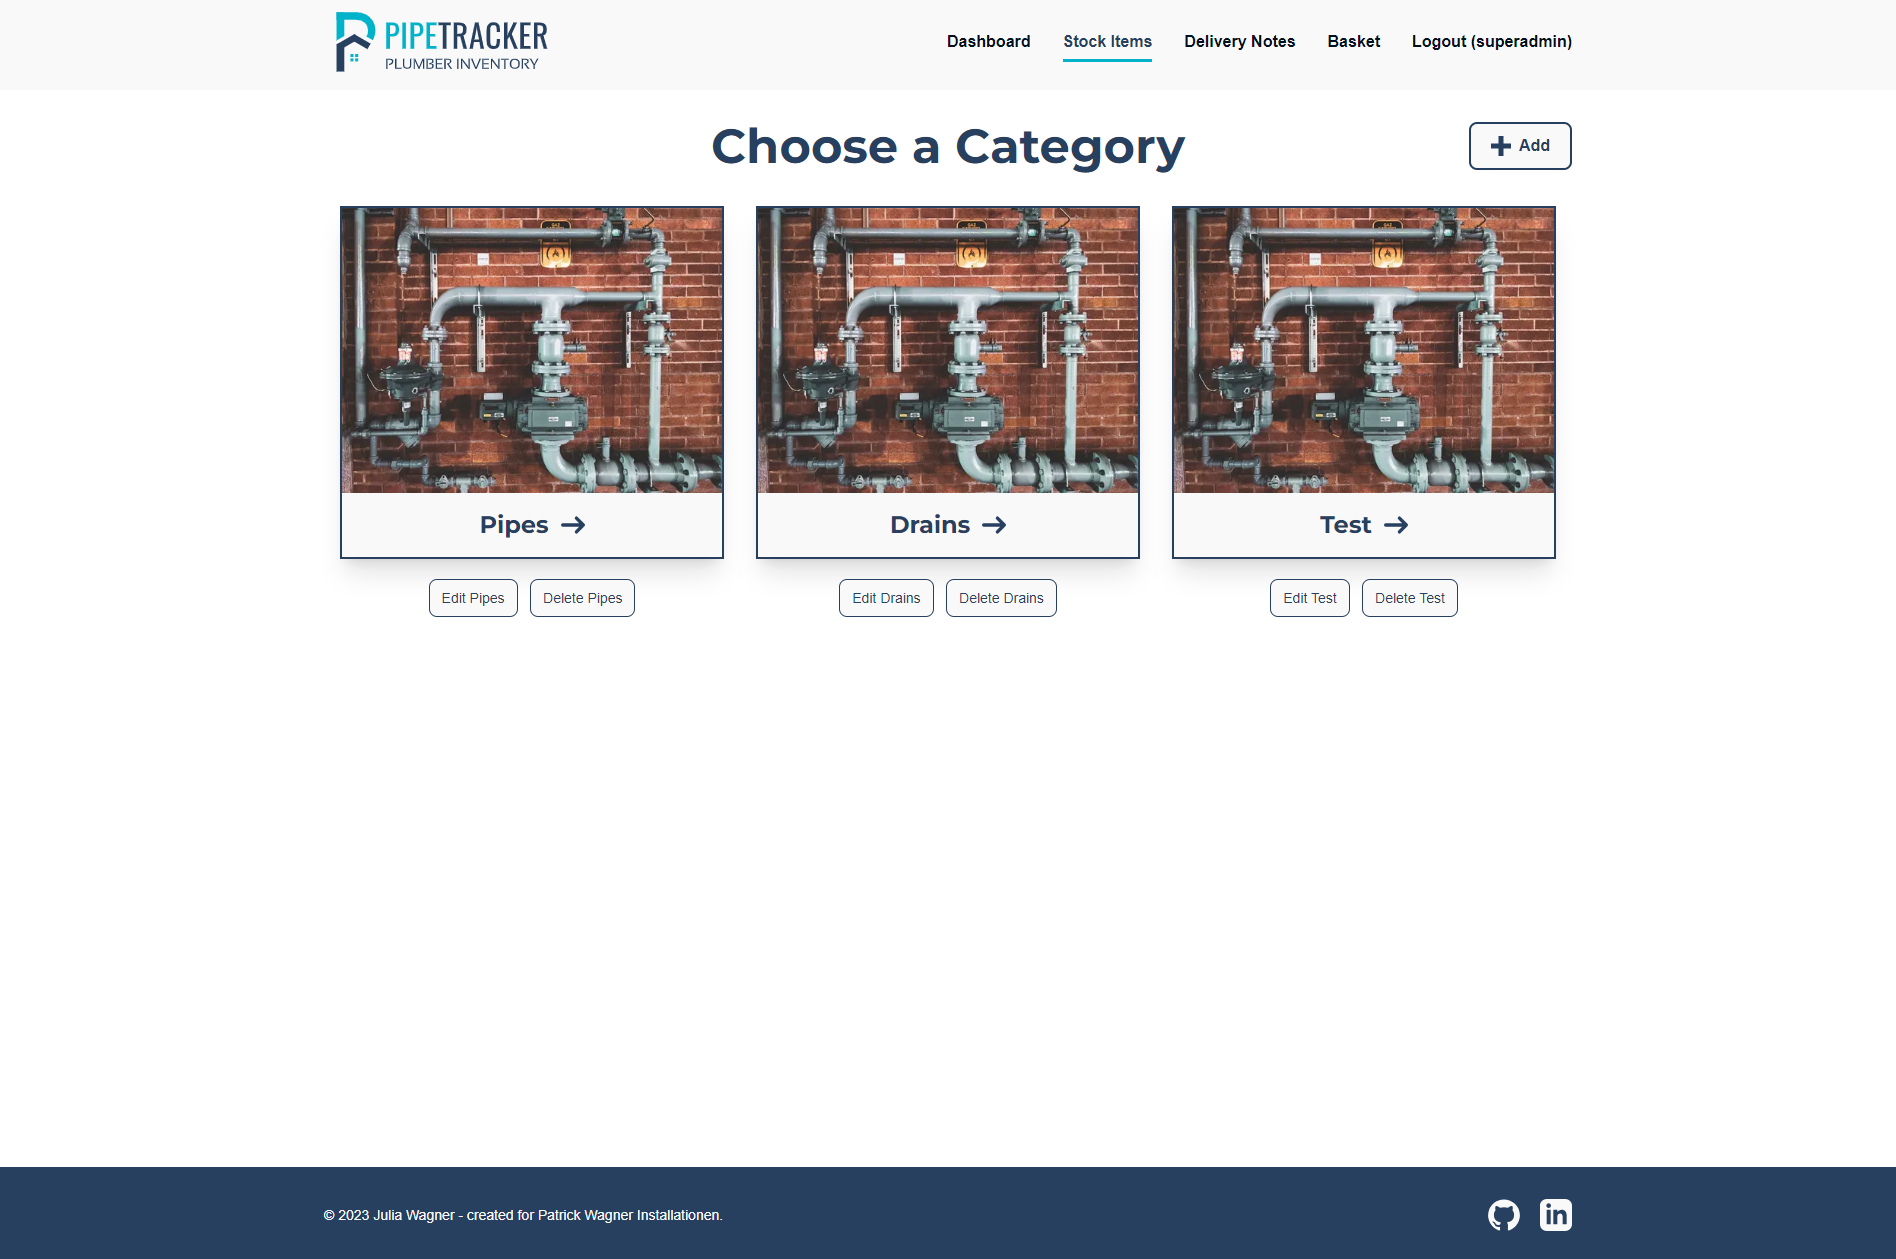 PIPETRACKER
PLUMBER INVENTORY
Dashboard
Stock Items
Delivery Notes
Basket
Logout (superadmin)
Choose a Category
Add
Pipes
Drains
Test
Edit Pipes
Delete Pipes
Edit Drains
Delete Drains
Edit Test
Delete Test
© 2023 Julia Wagner - created for Patrick Wagner Installationen.
in